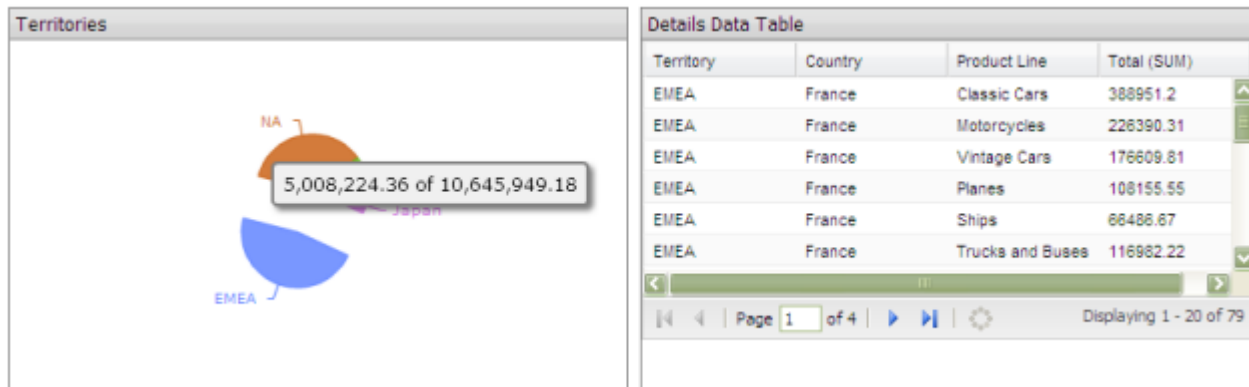 Territories
NA
5,008,224.36 of 10,645,949.18
Japan
EMEA
Details Data Table
Territory Country Product Line Total (SUM)
EMEA France Classic Cars 388951.2
EMEA France Motorcycles 226390.31
EMEA France Vintage Cars 176609.81
EMEA France Planes 108155.55
EMEA France Ships 66486.67
EMEA France Trucks and Buses 116982.22
Page 1 of 4 Displaying 1 - 20 of 79